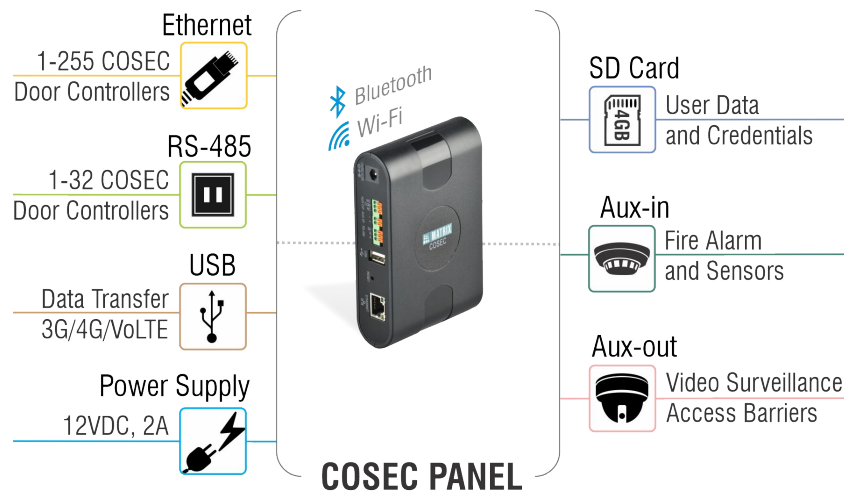 Ethernet
1-255 COSEC
Door Controllers
RS-485
1-32 COSEC
Door Controllers
USB
Data Transfer
3G/4G/VoLTE
Power Supply
12VDC, 2A
Bluetooth
Wi-Fi
MATRIX
COSEC
COSEC PANEL
SD Card
4GB
User Data
and Credentials
Aux-in
Fire Alarm
and Sensors
Aux-out
Video Surveillance
Access Barriers